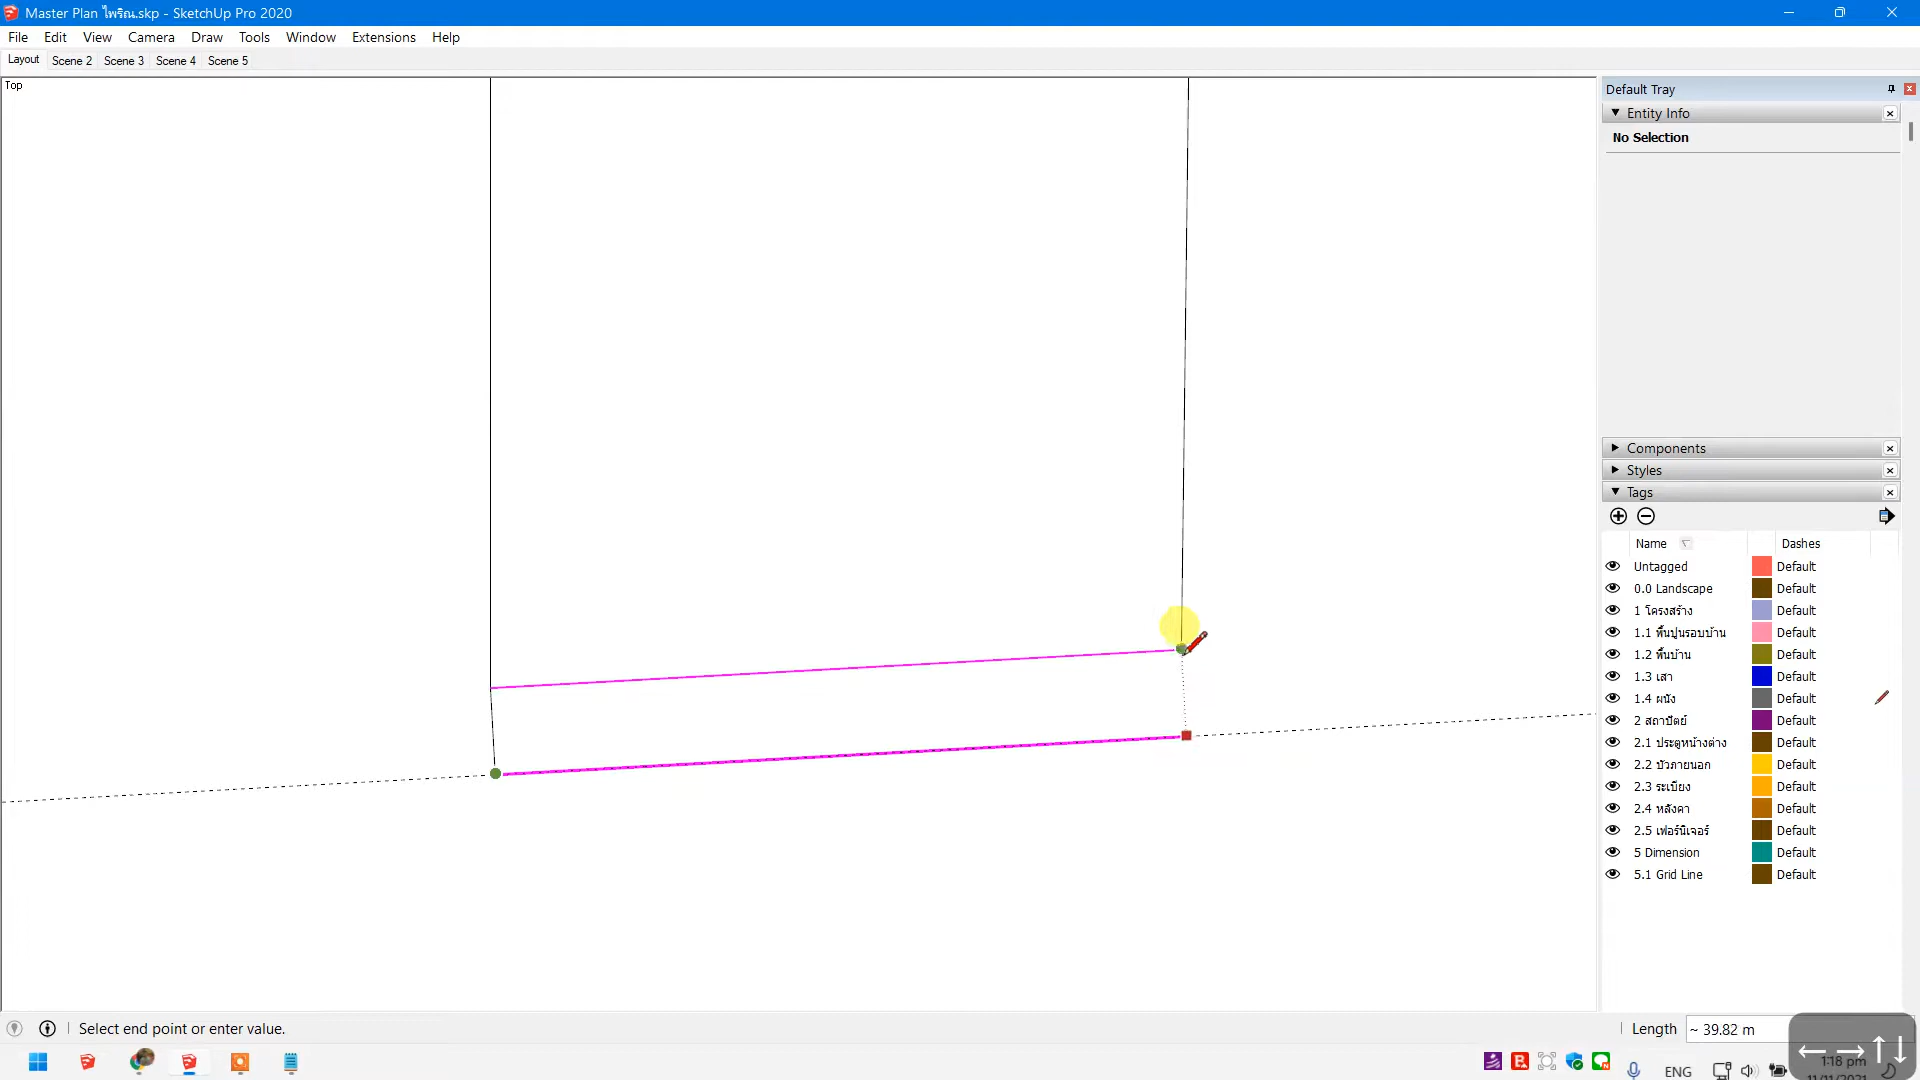 Master Plan ไพริณ.skp - SketchUp Pro 2020
File Edit View Camera Draw Tools Window Extensions Help
Layout Scene 2 Scene 3 Scene 4 Scene 5
Top
Default Tray
Entity Info
No Selection
Components
Styles
Tags
Name Dashes
Untagged Default
0.0 Landscape Default
1 โครงสร้าง Default
1.1 พื้นปูนรอบบ้าน Default
1.2 พื้นบ้าน Default
1.3 เสา Default
1.4 ผนัง Default
2 สถาปัตย์ Default
2.1 ประตูหน้าต่าง Default
2.2 บัวภายนอก Default
2.3 ระเบียง Default
2.4 หลังคา Default
2.5 เฟอร์นิเจอร์ Default
5 Dimension Default
5.1 Grid Line Default
Select end point or enter value.
Length ~ 39.82 m
ENG
1:18 pm